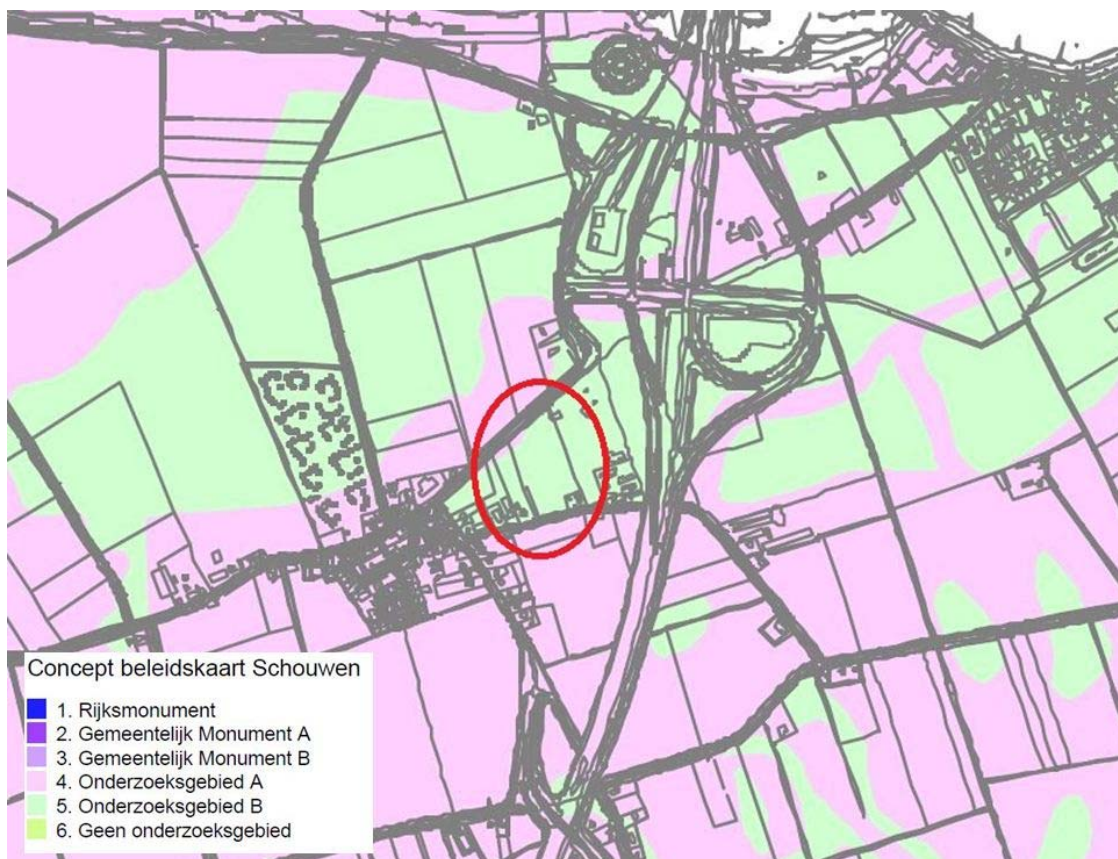 Concept beleidskaart Schouwen
1. Rijksmonument
2. Gemeentelijk Monument A
3. Gemeentelijk Monument B
4. Onderzoeksgebied A
5. Onderzoeksgebied B
6. Geen onderzoeksgebied